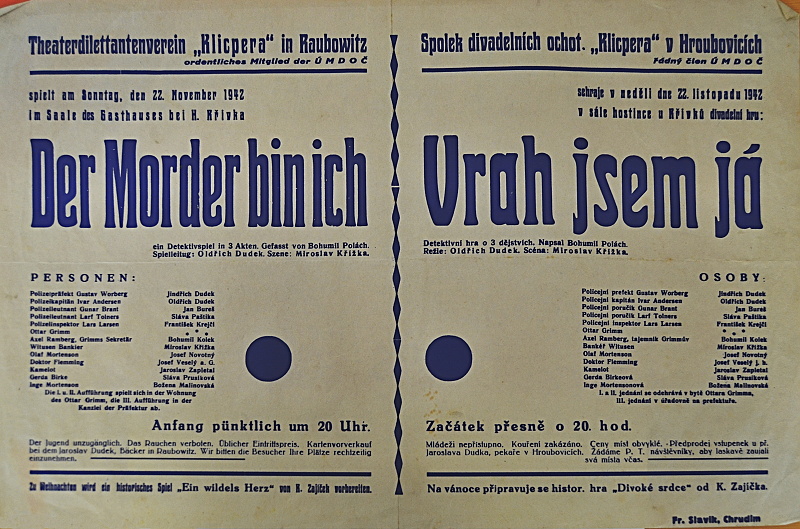 Theaterdilettantenverein „Klicpera“ in Raubowitz
ordentliches Mitglied der ÚMDOČ
spielt am Sonntag, den 22. November 1942
im Saale des Gasthauses bei H. Křivka
Der Morder bin ich
ein Detektivspiel in 3 Akten. Gefasst von Bohumil Polách.
Spielleitug: Oldřich Dudek. Szene: Miroslav Křižka.
PERSONEN:
Polizeipräfekt Gustav Worberg Jindřich Dudek
Polizeikapitän Ivar Andersen Oldřich Dudek
Polizeileutnant Gunar Brant Jan Bureš
Polizeileutnant Larf Tolners Sláva Paštika
Polizelinspektor Lars Larsen František Krejčí
Ottar Grimm * * *
Axel Ramberg, Grimms Sekretär Bohumil Kolek
Witusen Bankier Miroslav Křižka
Olaf Mortenson Josef Novotný
Doktor Flemming Josef Veselý a. G.
Kamelot Jaroslav Zapletal
Gerda Birke Sláva Prusíková
Inge Mortenson Božena Malinovská
Die I. u. II. Aufführung spielt sich in der Wohnung
des Ottar Grimm, die III. Aufführung in der
Kanzlei der Präfektur ab.
Anfang pünktlich um 20 Uhr.
Der Jugend unzugänglich. Das Rauchen verboten. Üblicher Eintrittspreis. Kartenvorverkauf
bei dem Jaroslav Dudek, Bäcker in Raubowitz. Wir bitten die Besucher Ihre Plätze rechtzeitig
einzunehmen.
Zu Weihnachten wird ein historisches Spiel „Ein wildels Herz“ von K. Zajíček vorbereiten.
Spolek divadelních ochot. „Klicpera“ v Hroubovicích
řádný člen ÚMDOČ
sehraje v neděli dne 22. listopadu 1942
v sále hostince u Křivků divadelní hru:
Vrah jsem já
Detektivní hra o 3 dějstvích. Napsal Bohumil Polách.
Režie: Oldřich Dudek. Scéna: Miroslav Křižka.
OSOBY:
Policejní prefekt Gustav Worberg Jindřich Dudek
Policejní kapitán Ivar Andersen Oldřich Dudek
Policejní poručík Gunar Brant Jan Bureš
Policejní poručík Larf Tolners Sláva Paštika
Policejní inspektor Lars Larsen František Krejčí
Ottar Grimm * * *
Axel Ramberg, tajomník Grimmův Bohumil Kolek
Bankéř Witusen Miroslav Křižka
Olaf Mortenson Josef Novotný
Doktor Flemming Josef Veselý j. h.
Kamelot Jaroslav Zapletal
Gerda Birkeová Sláva Prusíková
Inge Mortensonová Božena Malinovská
I. a II. jednání se odehrává v bytě Ottara Grimma,
III. jednání v úřadovně na prefektuře.
Začátek přesně o 20. hod.
Mládeži nepřístupno. Kouření zakázáno. Ceny míst obvyklé. Předprodej vstupenek u př.
Jaroslava Dudka, pekaře v Hroubovicích. Žádáme P. T. návštěvníky, aby laskavě zaujali
svá místa včas.
Na vánoce připravuje se histor. hra „Divoké srdce“ od K. Zajíčka.
Fr. Slavík, Chrudim